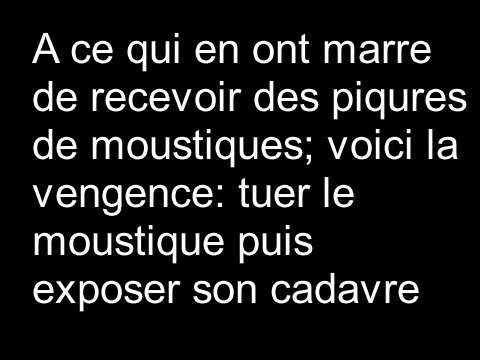 A ce qui en ont marre
de recevoir des piqures
de moustiques; voici la
vengence: tuer le
moustique puis
exposer son cadavre